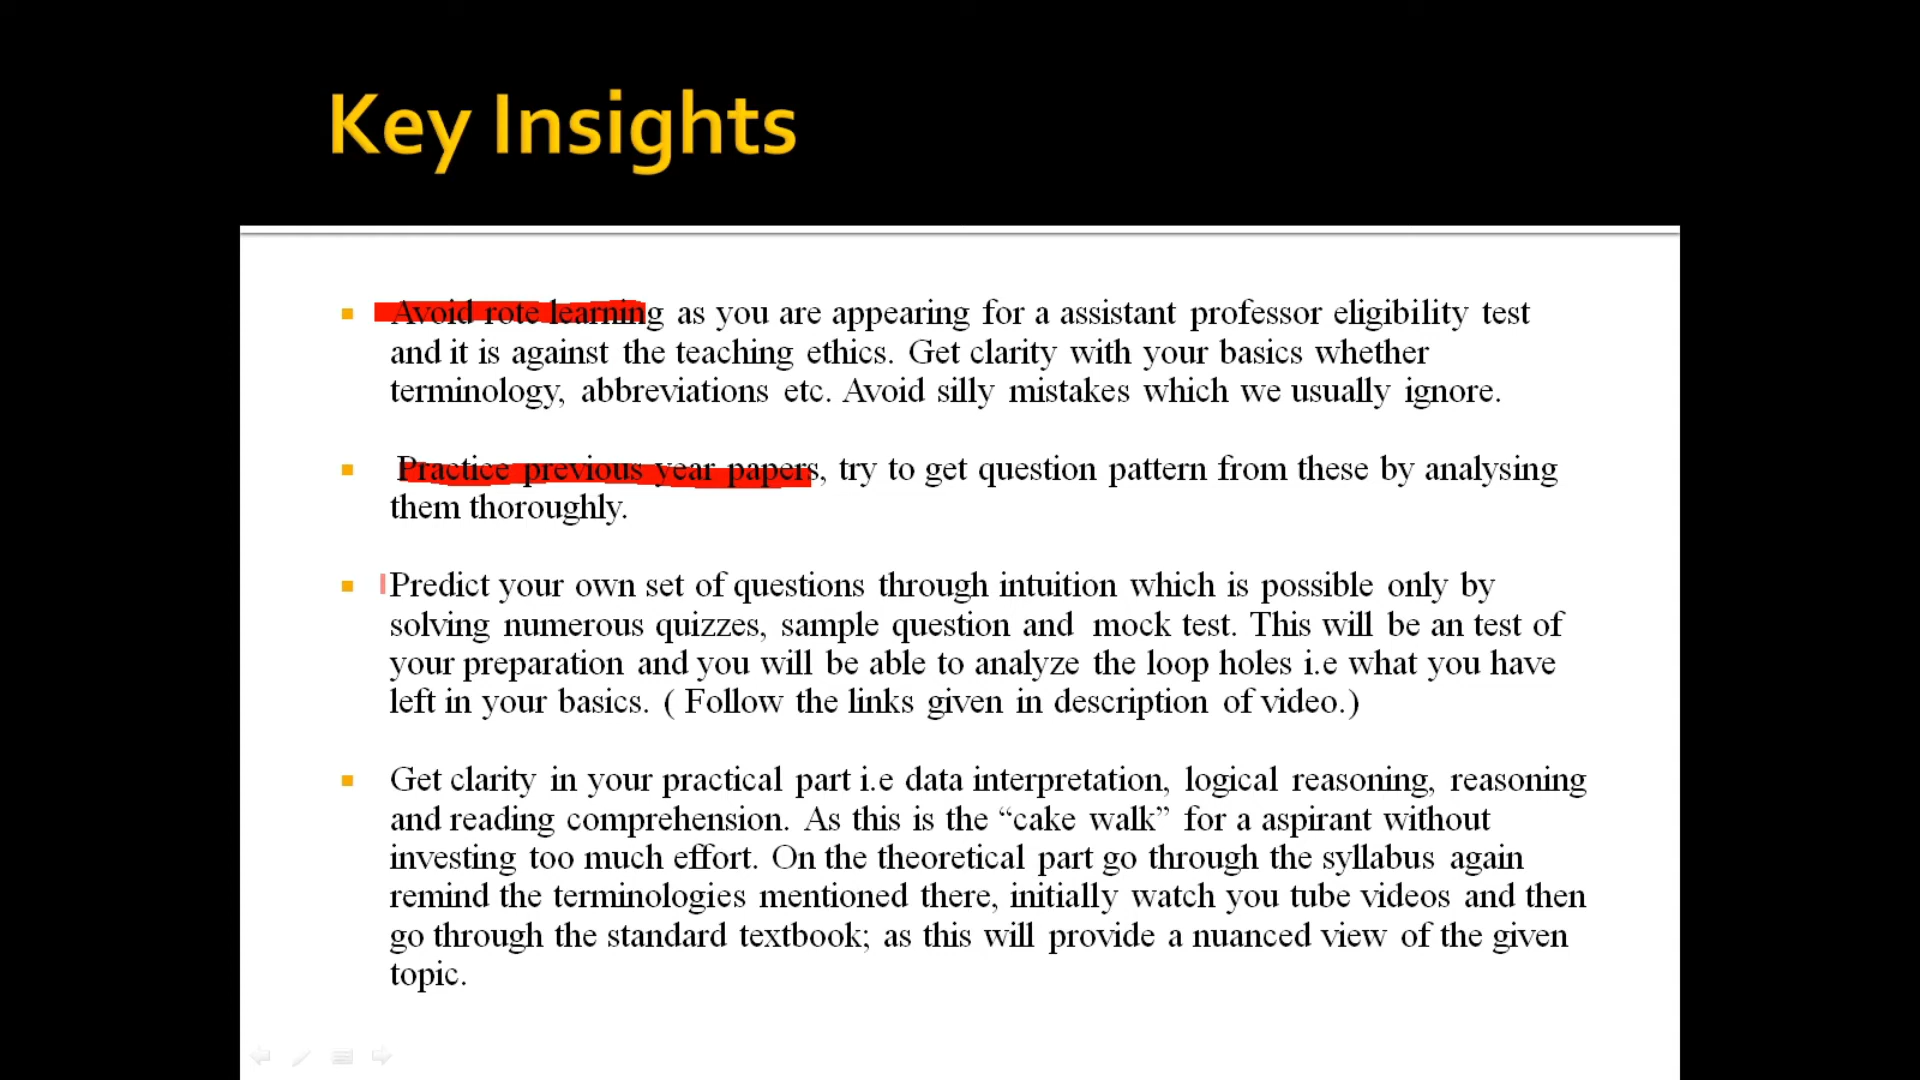 Key Insights
Avoid rote learning as you are appearing for a assistant professor eligibility test
and it is against the teaching ethics. Get clarity with your basics whether
terminology, abbreviations etc. Avoid silly mistakes which we usually ignore.
Practice previous year papers, try to get question pattern from these by analysing
them thoroughly.
Predict your own set of questions through intuition which is possible only by
solving numerous quizzes, sample question and mock test. This will be an test of
your preparation and you will be able to analyze the loop holes i.e what you have
left in your basics. ( Follow the links given in description of video.)
Get clarity in your practical part i.e data interpretation, logical reasoning, reasoning
and reading comprehension. As this is the “cake walk” for a aspirant without
investing too much effort. On the theoretical part go through the syllabus again
remind the terminologies mentioned there, initially watch you tube videos and then
go through the standard textbook; as this will provide a nuanced view of the given
topic.